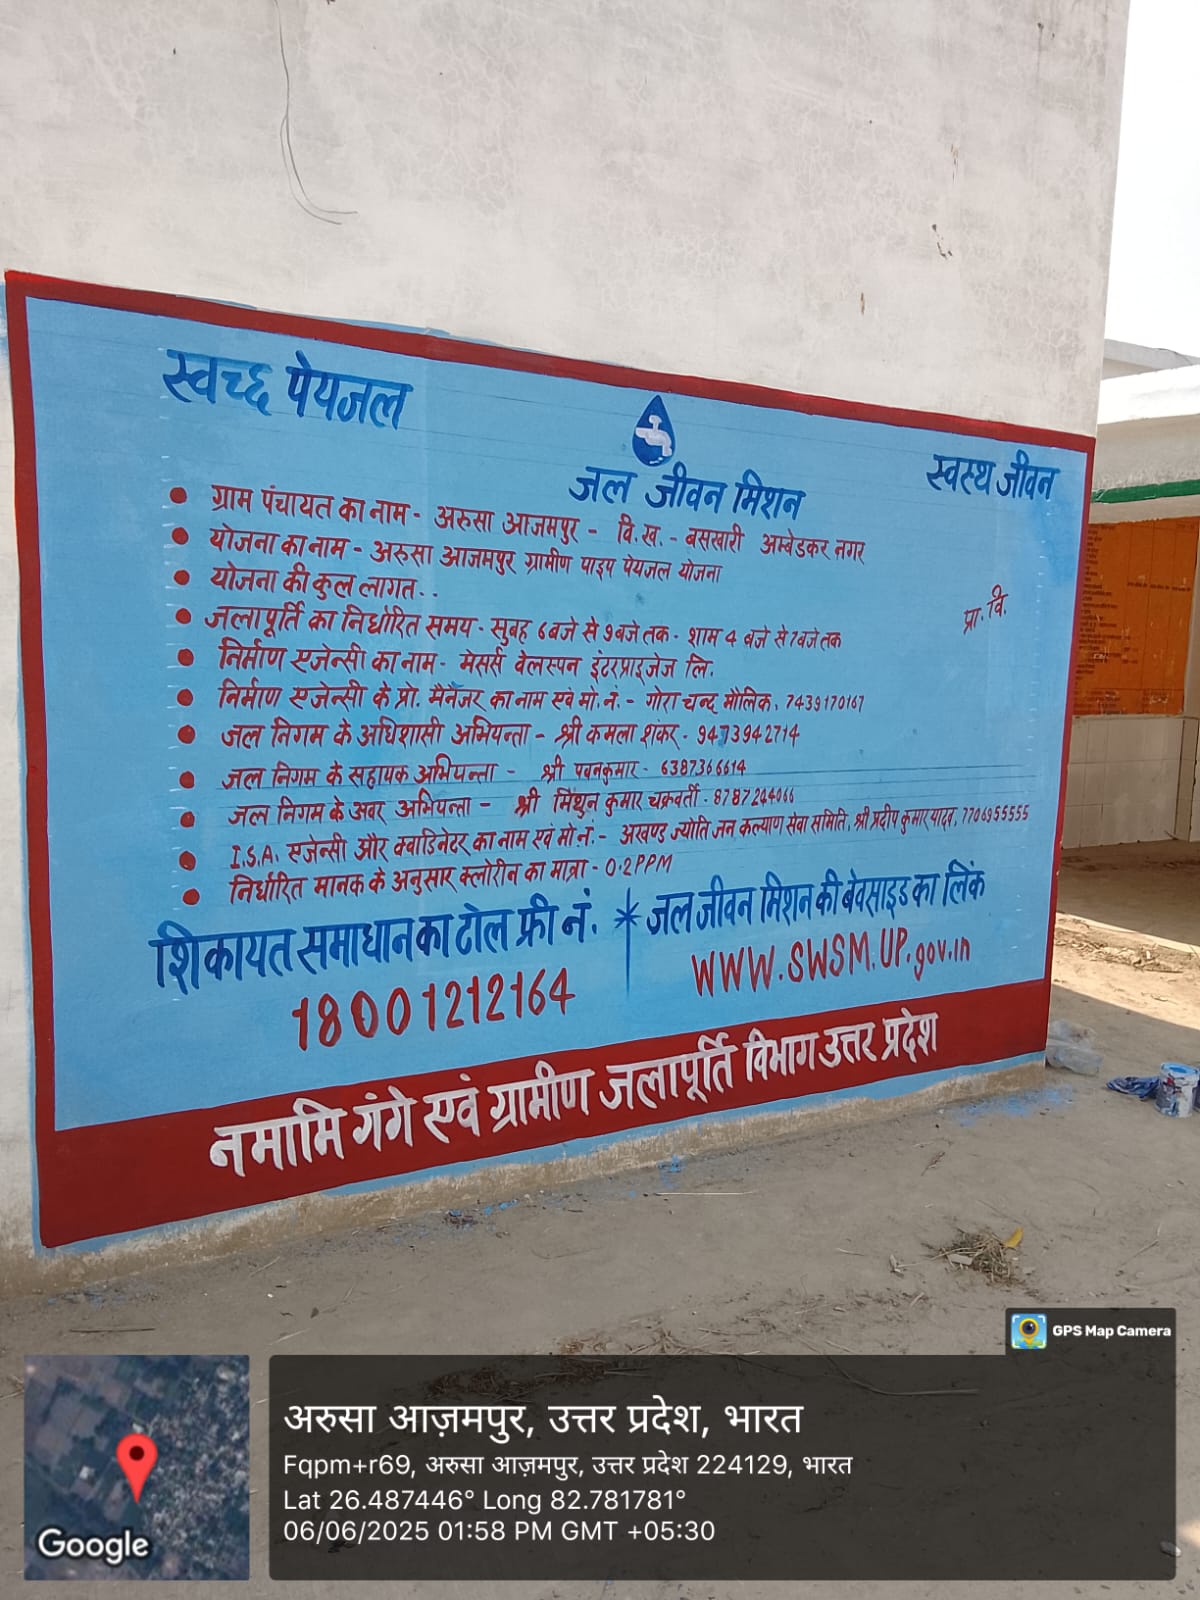 स्वच्छ पेयजल
जल जीवन मिशन
स्वस्थ जीवन
ग्राम पंचायत का नाम - अरुसा आजमपुर - वि.ख. - बसखारी अम्बेडकर नगर
योजना का नाम - अरुसा आजमपुर ग्रामीण पाइप पेयजल योजना
योजना की कुल लागत..
प्रा. वि.
जलापूर्ति का निर्धारित समय - सुबह 6 बजे से 9 बजे तक - शाम 4 बजे से 7 बजे तक
निर्माण एजेन्सी का नाम - मेसर्स वेलस्पन इंटरप्राइजेज लि.
निर्माण एजेन्सी के प्रो. मैनेजर का नाम एवं मो. नं. - गोरा चन्द मौलिक, 7439170167
जल निगम के अधिशासी अभियन्ता - श्री कमला शंकर - 9473942714
जल निगम के सहायक अभियन्ता - श्री पवन कुमार - 6387366614
जल निगम के अवर अभियन्ता - श्री मिथुन कुमार चक्रवर्ती - 8787244066
I.S.A. एजेन्सी और क्वाडिनेटर का नाम एवं मो. नं. - अखण्ड ज्योति जन कल्याण सेवा समिति, श्री प्रदीप कुमार यादव, 7706955555
निर्धारित मानक के अनुसार क्लोरीन का मात्रा - 0.2PPM
शिकायत समाधान का टोल फ्री नं.
18001212164
जल जीवन मिशन की बेवसाइड का लिंक
WWW.SWSM.UP.gov.in
नमामि गंगे एवं ग्रामीण जलापूर्ति विभाग उत्तर प्रदेश
GPS Map Camera
अरुसा आज़मपुर, उत्तर प्रदेश, भारत
Fqpm+r69, अरुसा आज़मपुर, उत्तर प्रदेश 224129, भारत
Lat 26.487446° Long 82.781781°
06/06/2025 01:58 PM GMT +05:30
Google